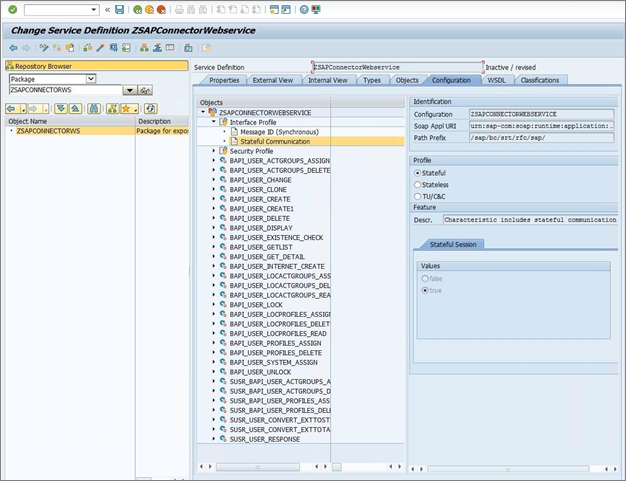 Change Service Definition ZSAPConnectorWebservice
Repository Browser
Package
ZSAPCONNECTORWS
Object Name Description
ZSAPCONNECTORWS Package for expos
Service Definition ZSAPConnectorWebservice Inactive / revised
Properties External View Internal View Types Objects Configuration WSDL Classifications
Objects
ZSAPCONNECTORWEBSERVICE
Interface Profile
Message ID (Synchronous)
Stateful Communication
Security Profile
BAPI_USER_ACTGROUPS_ASSIGN
BAPI_USER_ACTGROUPS_DELETE
BAPI_USER_CHANGE
BAPI_USER_CLONE
BAPI_USER_CREATE
BAPI_USER_CREATE1
BAPI_USER_DELETE
BAPI_USER_DISPLAY
BAPI_USER_EXISTENCE_CHECK
BAPI_USER_GETLIST
BAPI_USER_GET_DETAIL
BAPI_USER_INTERNET_CREATE
BAPI_USER_LOCACTGROUPS_ASS
BAPI_USER_LOCACTGROUPS_DEL
BAPI_USER_LOCACTGROUPS_REA
BAPI_USER_LOCK
BAPI_USER_LOCPROFILES_ASSIGN
BAPI_USER_LOCPROFILES_DELETE
BAPI_USER_LOCPROFILES_READ
BAPI_USER_PROFILES_ASSIGN
BAPI_USER_PROFILES_DELETE
BAPI_USER_SYSTEM_ASSIGN
BAPI_USER_UNLOCK
SUSR_BAPI_USER_ACTGROUPS_A
SUSR_BAPI_USER_ACTGROUPS_D
SUSR_BAPI_USER_PROFILES_ASS
SUSR_BAPI_USER_PROFILES_DEL
SUSR_USER_CONVERT_EXTTOST
SUSR_USER_CONVERT_EXTTOTA
SUSR_USER_RESPONSE
Identification
Configuration ZSAPCONNECTORWEBSERVICE
Soap Appl URI urn:sap-com:soap:runtime:application:.
Path Prefix /sap/bc/srt/rfc/sap/
Profile
Stateful
Stateless
TU/C&C
Feature
Descr. Characteristic includes stateful communication
Stateful Session
Values
false
true